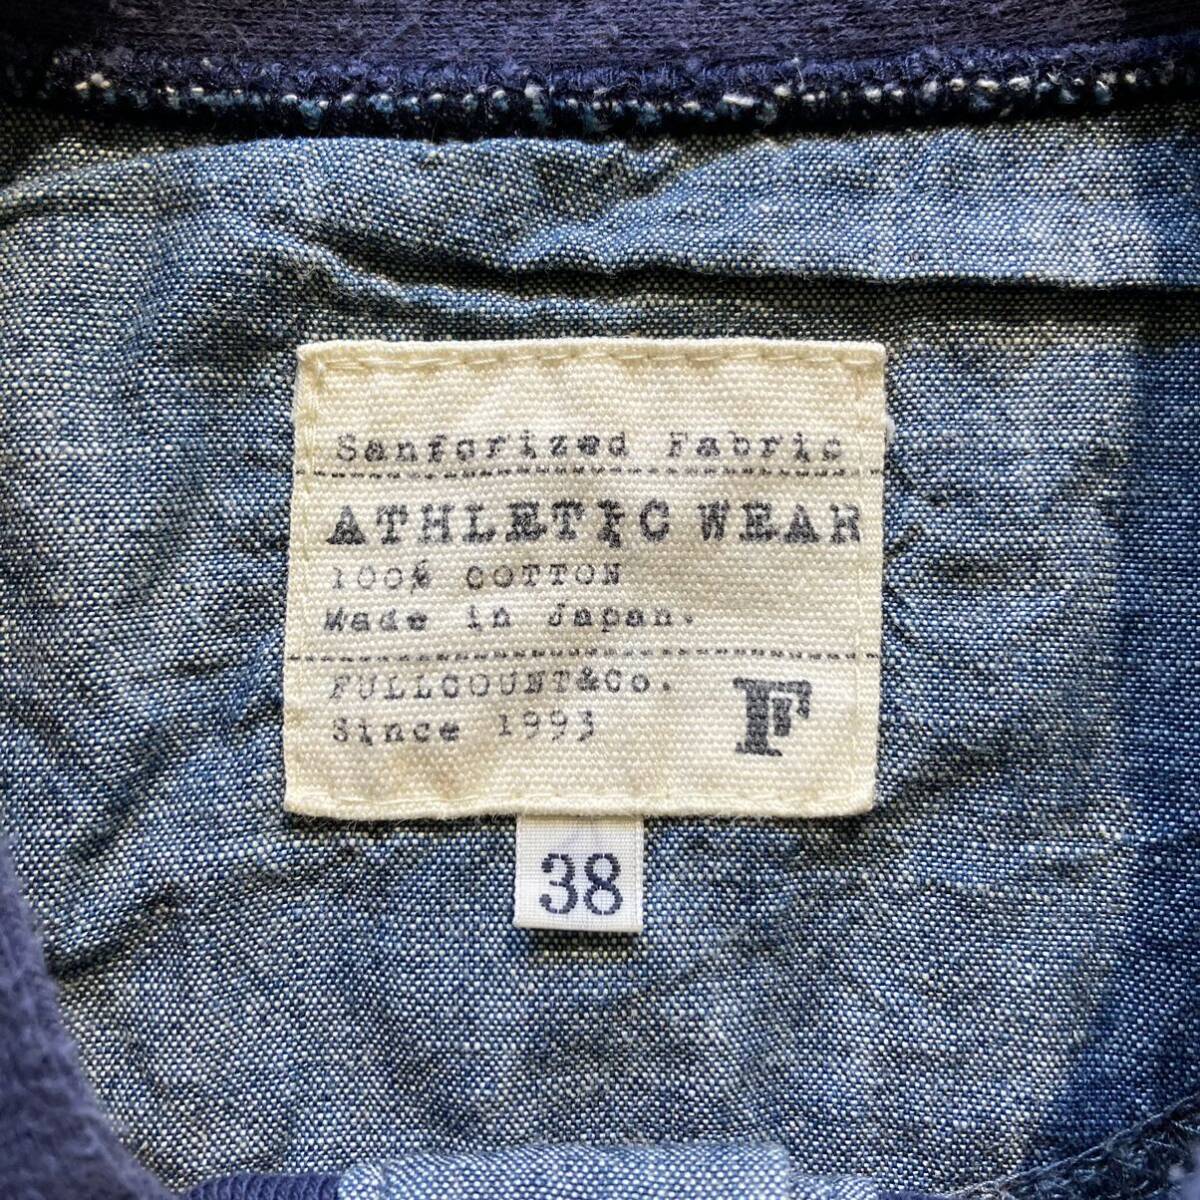 Sanforized Fabric
ATHLETIC WEAR
100% COTTON
Made in Japan.
FULLCOUNT&Co.
Since 1993
F
38